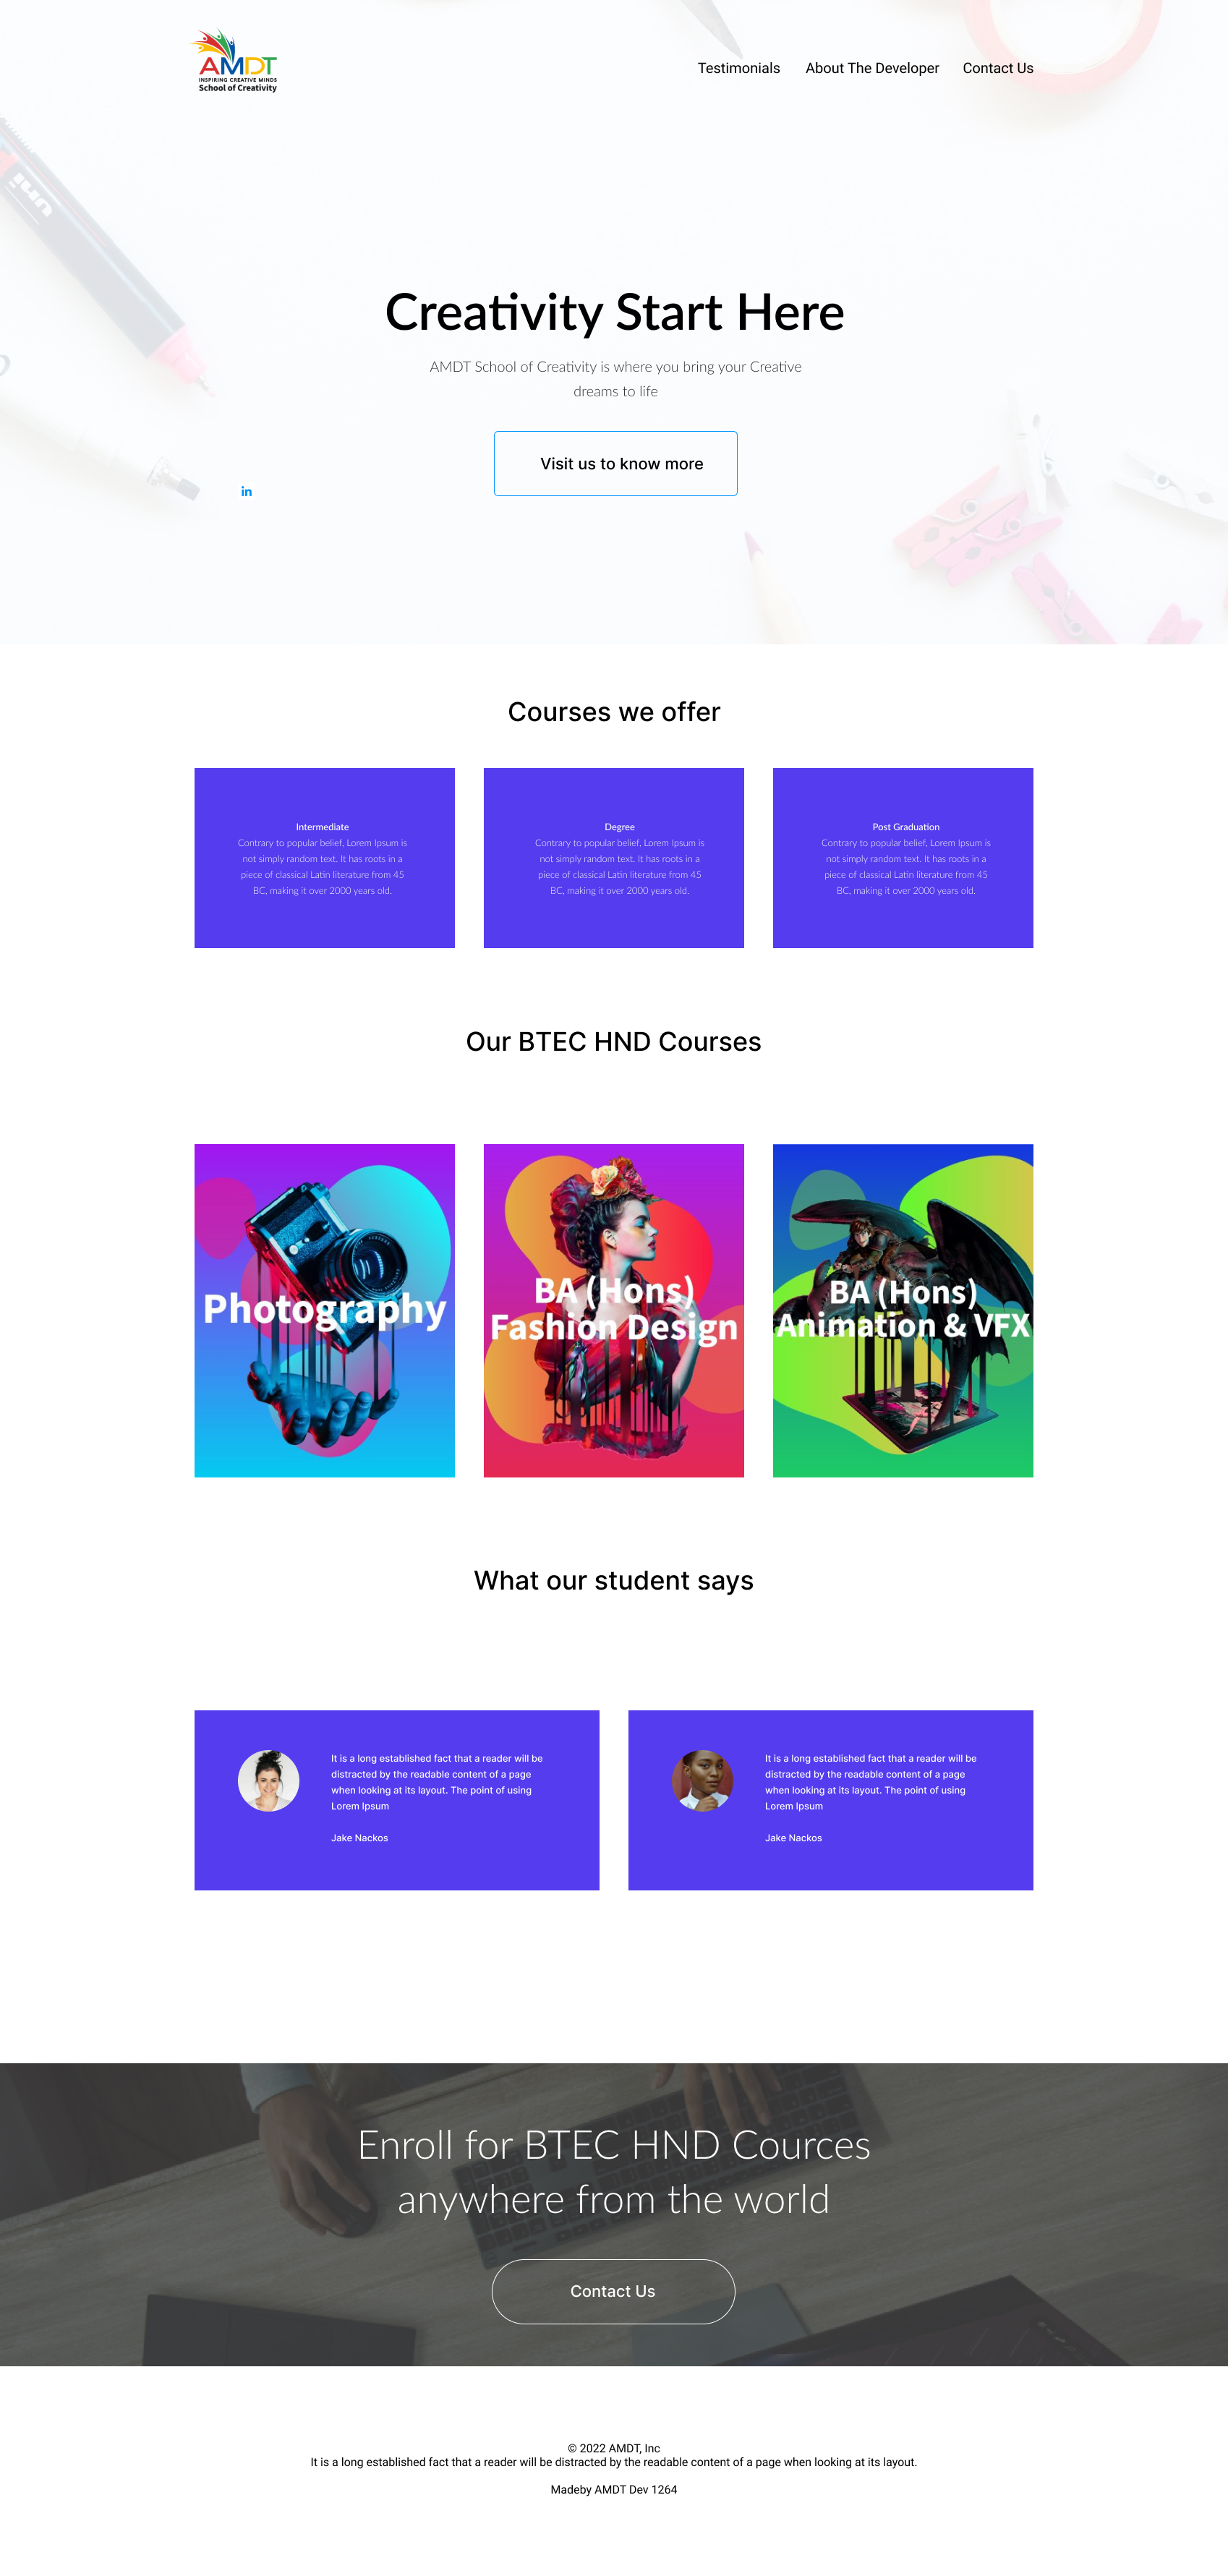 AMDT
INSPIRING CREATIVE MINDS
School of Creativity
Testimonials
About The Developer
Contact Us
uni
Creativity Start Here
AMDT School of Creativity is where you bring your Creative
dreams to life
Visit us to know more
in
Courses we offer
Intermediate
Contrary to popular belief, Lorem Ipsum is
not simply random text. It has roots in a
piece of classical Latin literature from 45
BC, making it over 2000 years old.
Degree
Contrary to popular belief, Lorem Ipsum is
not simply random text. It has roots in a
piece of classical Latin literature from 45
BC, making it over 2000 years old.
Post Graduation
Contrary to popular belief, Lorem Ipsum is
not simply random text. It has roots in a
piece of classical Latin literature from 45
BC, making it over 2000 years old.
Our BTEC HND Courses
Photography
BA (Hons)
Fashion Design
BA (Hons)
Animation & VFX
What our student says
It is a long established fact that a reader will be
distracted by the readable content of a page
when looking at its layout. The point of using
Lorem Ipsum
Jake Nackos
It is a long established fact that a reader will be
distracted by the readable content of a page
when looking at its layout. The point of using
Lorem Ipsum
Jake Nackos
Enroll for BTEC HND Cources
anywhere from the world
Contact Us
© 2022 AMDT, Inc
It is a long established fact that a reader will be distracted by the readable content of a page when looking at its layout.
Madeby AMDT Dev 1264